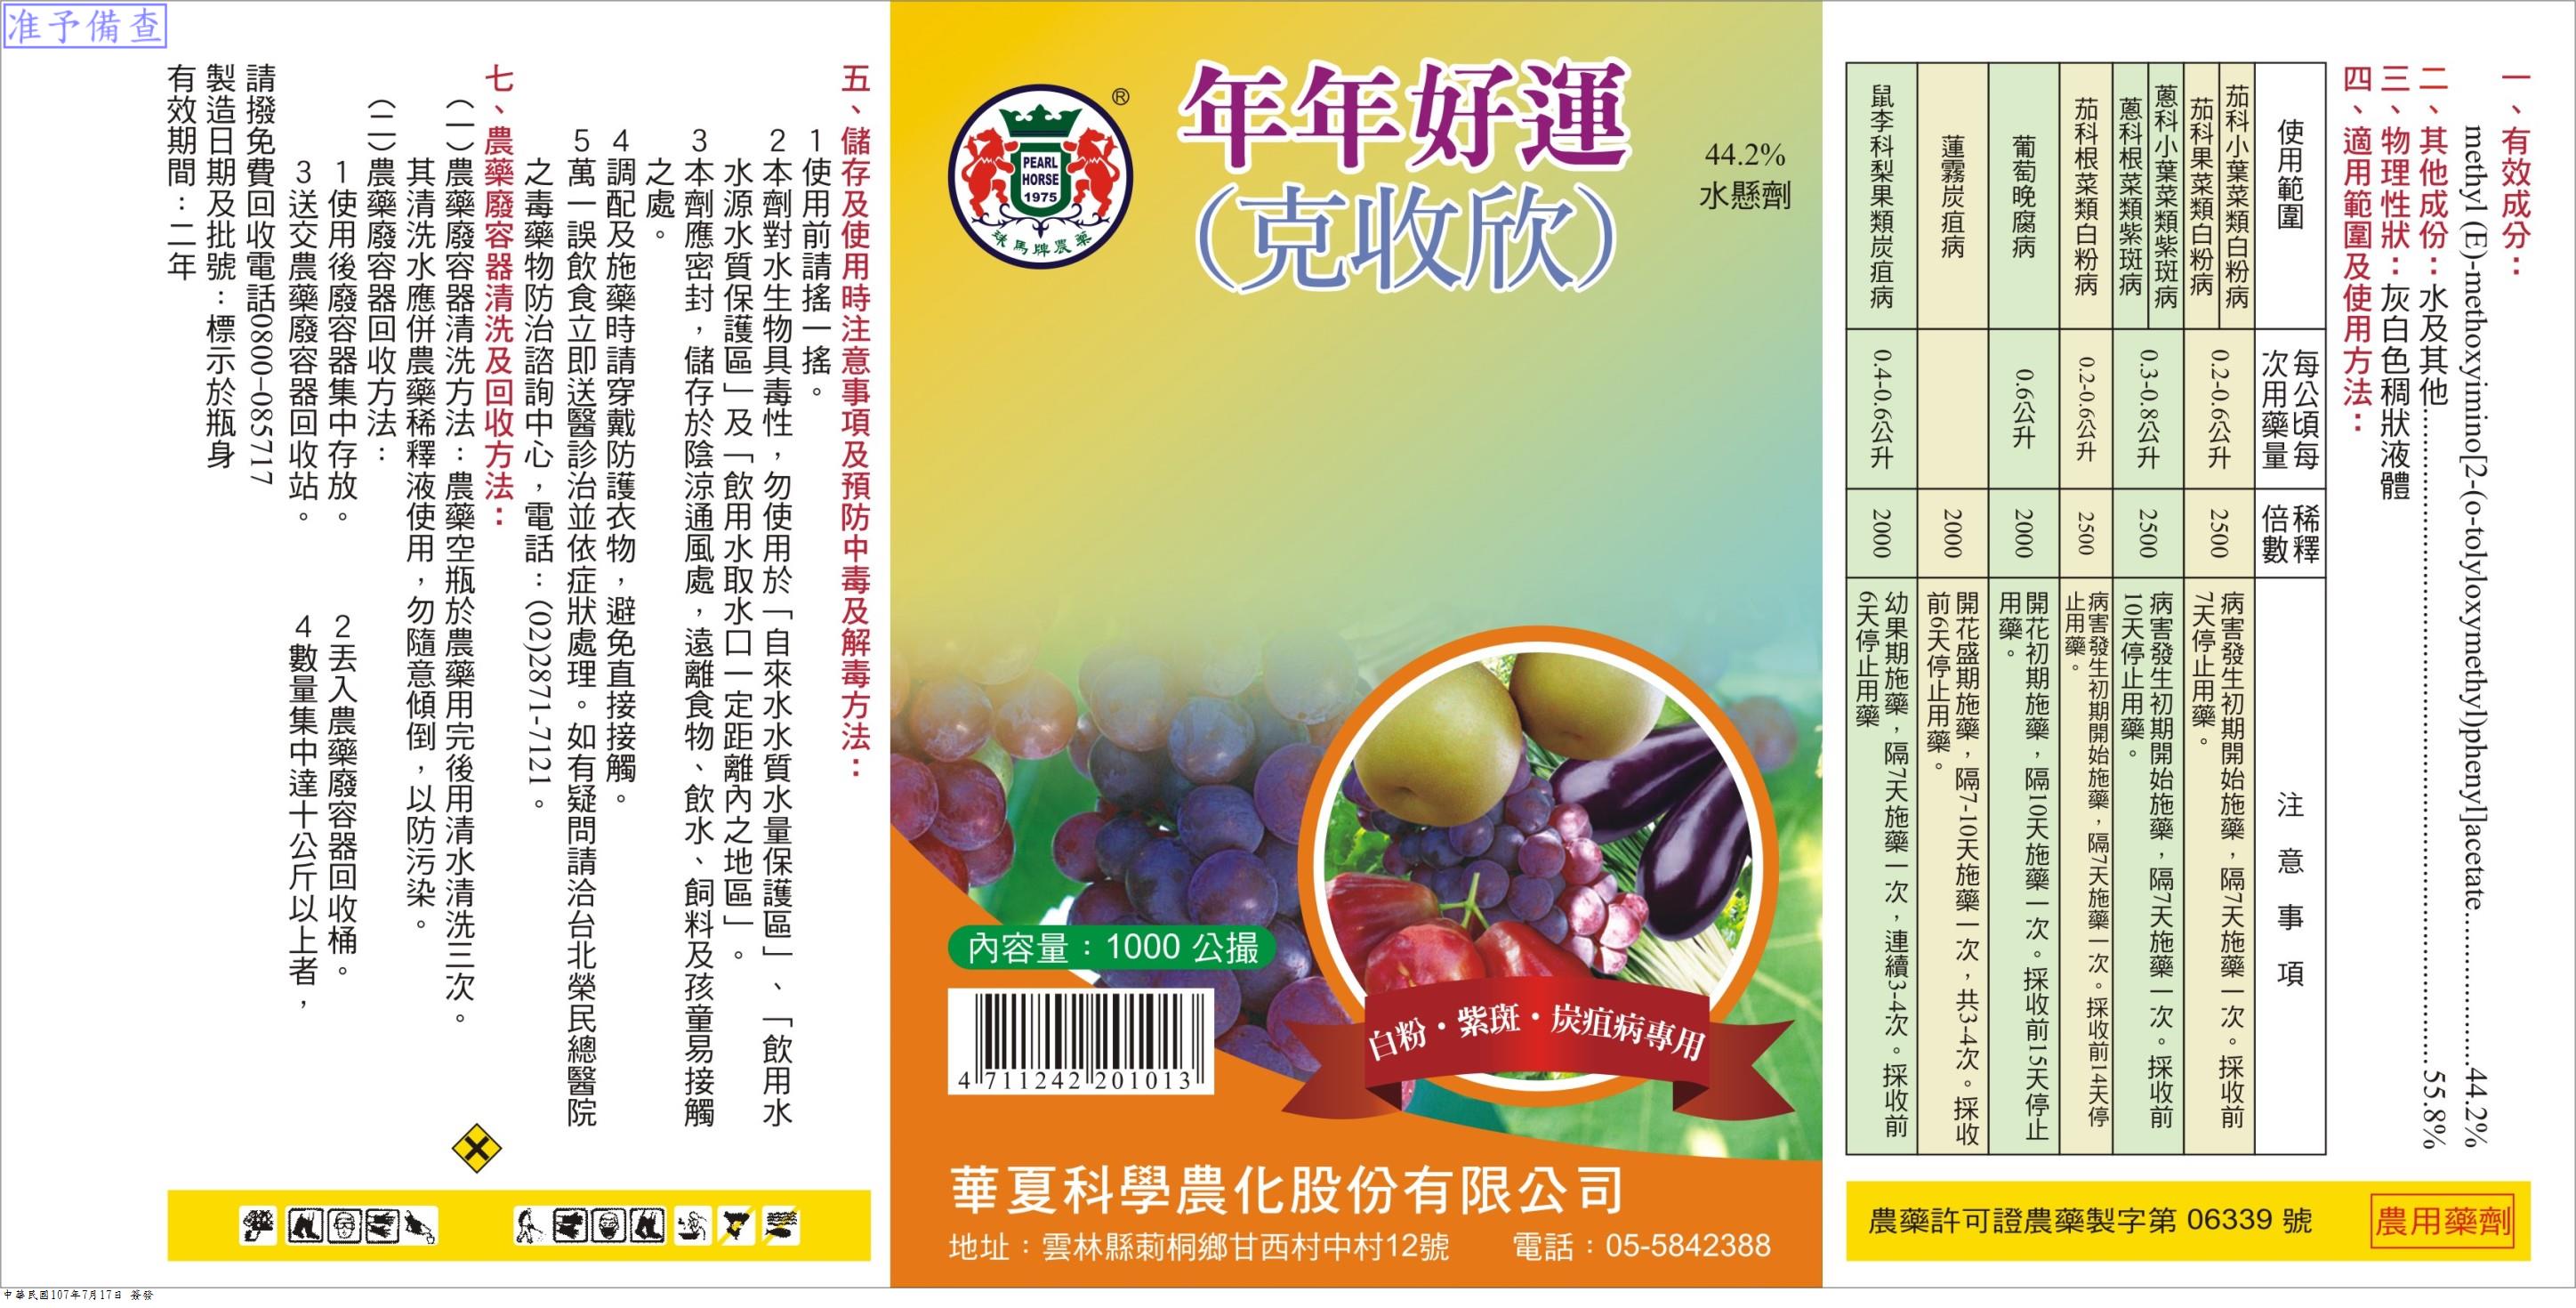 准予備查
一、有效成分：
methyl (E)-methoxyimino[2-(o-tolyloxymethyl)phenyl]acetate....................44.2%
二、其他成份：水及其他....................55.8%
三、物理性狀：灰白色稠狀液體
四、適用範圍及使用方法：
使用範圍 每公頃每次用藥量 稀釋倍數 注意事項
茄科小葉菜類白粉病
茄科果菜類白粉病 0.2-0.6公升 2500 病害發生初期開始施藥，隔7天施藥一次。採收前7天停止用藥。
蔥科小葉菜類紫斑病
蔥科根菜類紫斑病 0.3-0.8公升 2500 病害發生初期開始施藥，隔7天施藥一次。採收前10天停止用藥。
茄科根菜類白粉病 0.2-0.6公升 2500 病害發生初期開始施藥，隔7天施藥一次。採收前14天停止用藥。
葡萄晚腐病 0.6公升 2000 開花初期施藥，隔10天施藥一次。採收前15天停止用藥。
蓮霧炭疽病 2000 開花盛期施藥，隔7-10天施藥一次，共3-4次。採收前6天停止用藥。
鼠李科梨果類炭疽病 0.4-0.6公升 2000 幼果期施藥，隔7天施藥一次，連續3-4次。採收前6天停止用藥
農藥許可證農藥製字第 06339 號
農用藥劑
®
PEARL
HORSE
1975
珠馬牌農藥
年年好運
（克收欣）
44.2%
水懸劑
內容量：1000 公撮
4 711242 201013
白粉・紫斑・炭疽病專用
華夏科學農化股份有限公司
地址：雲林縣莿桐鄉甘西村中村12號 電話：05-5842388
五、儲存及使用時注意事項及預防中毒及解毒方法：
1使用前請搖一搖。
2本劑對水生物具毒性，勿使用於「自來水水質水量保護區」、「飲用水
水源水質保護區」及「飲用水取水口一定距離內之地區」。
3本劑應密封，儲存於陰涼通風處，遠離食物、飲水、飼料及孩童易接觸
之處。
4調配及施藥時請穿戴防護衣物，避免直接接觸。
5萬一誤飲食立即送醫診治並依症狀處理。如有疑問請洽台北榮民總醫院
之毒藥物防治諮詢中心，電話：(02)2871-7121。
七、農藥廢容器清洗及回收方法：
（一）農藥廢容器清洗方法：農藥空瓶於農藥用完後用清水清洗三次。
其清洗水應併農藥稀釋液使用，勿隨意傾倒，以防污染。
（二）農藥廢容器回收方法：
1使用後廢容器集中存放。 2丟入農藥廢容器回收桶。
3送交農藥廢容器回收站。 4數量集中達十公斤以上者，
請撥免費回收電話0800-085717
製造日期及批號：標示於瓶身
有效期間：二年
中華民國107年7月17日 簽發